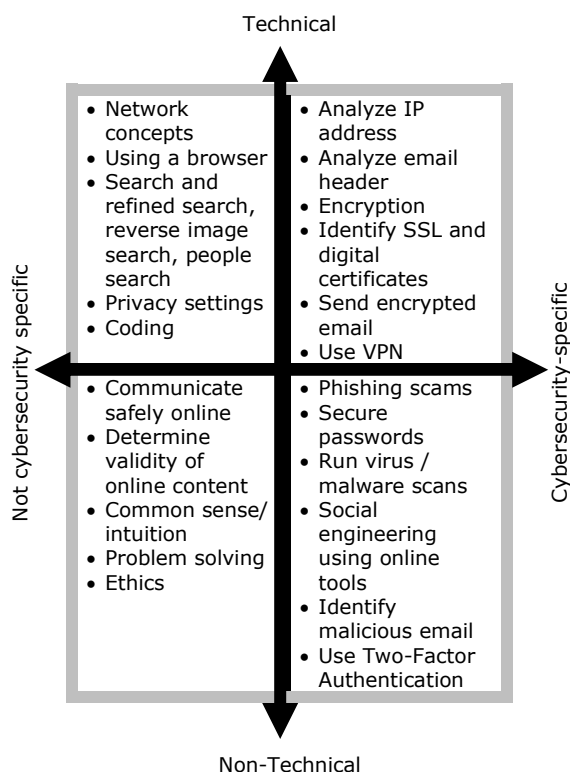 Technical
• Network
concepts
• Using a browser
• Search and
refined search,
reverse image
search, people
search
• Privacy settings
• Coding
• Analyze IP
address
• Analyze email
header
• Encryption
• Identify SSL and
digital
certificates
• Send encrypted
email
• Use VPN
Not cybersecurity specific
Cybersecurity-specific
• Communicate
safely online
• Determine
validity of
online content
• Common sense/
intuition
• Problem solving
• Ethics
• Phishing scams
• Secure
passwords
• Run virus /
malware scans
• Social
engineering
using online
tools
• Identify
malicious email
• Use Two-Factor
Authentication
Non-Technical